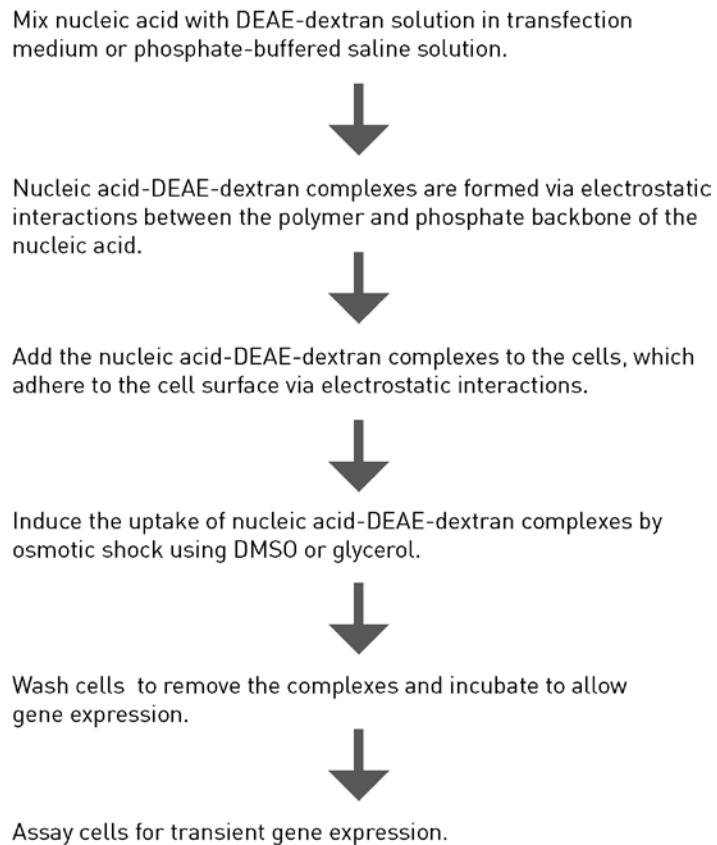 Mix nucleic acid with DEAE-dextran solution in transfection
medium or phosphate-buffered saline solution.
Nucleic acid-DEAE-dextran complexes are formed via electrostatic
interactions between the polymer and phosphate backbone of the
nucleic acid.
Add the nucleic acid-DEAE-dextran complexes to the cells, which
adhere to the cell surface via electrostatic interactions.
Induce the uptake of nucleic acid-DEAE-dextran complexes by
osmotic shock using DMSO or glycerol.
Wash cells to remove the complexes and incubate to allow
gene expression.
Assay cells for transient gene expression.